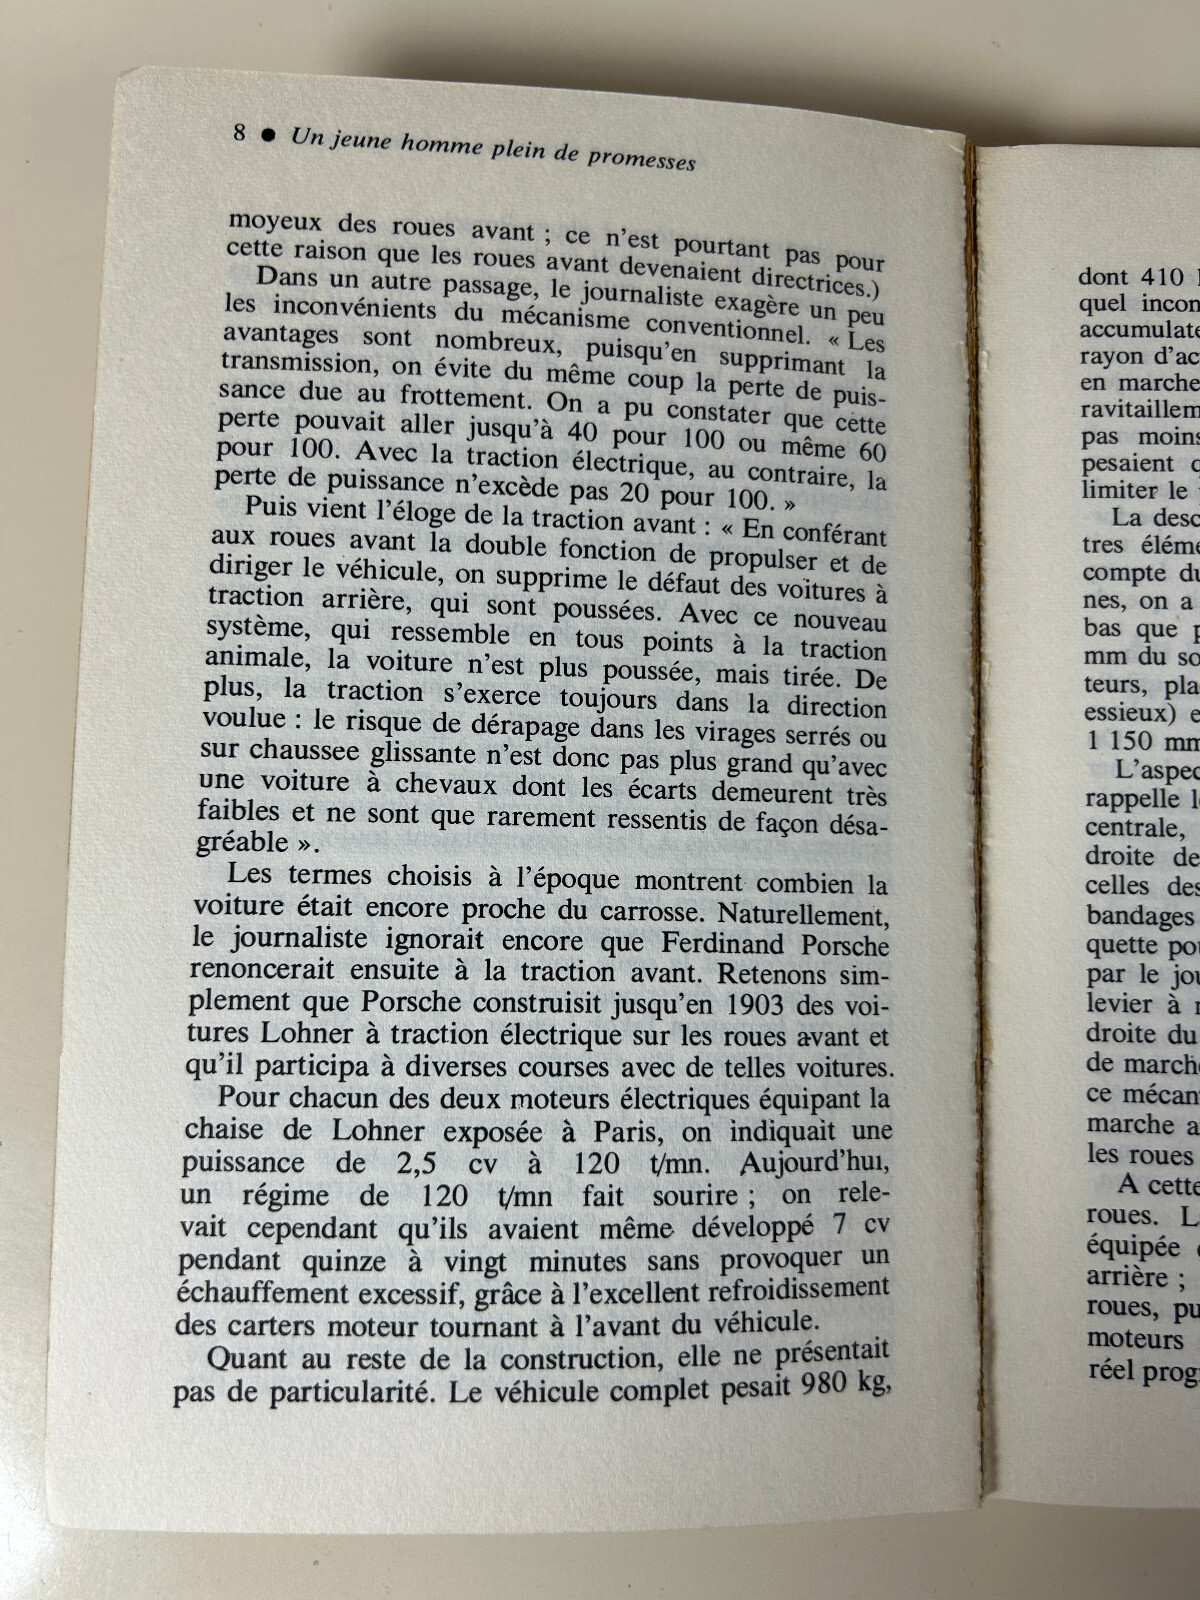 8 ● Un jeune homme plein de promesses
moyeux des roues avant ; ce n'est pourtant pas pour
cette raison que les roues avant devenaient directrices.)
Dans un autre passage, le journaliste exagère un peu
les inconvénients du mécanisme conventionnel. « Les
avantages sont nombreux, puisqu'en supprimant la
transmission, on évite du même coup la perte de puis-
sance due au frottement. On a pu constater que cette
perte pouvait aller jusqu'à 40 pour 100 ou même 60
pour 100. Avec la traction électrique, au contraire, la
perte de puissance n'excède pas 20 pour 100. »
Puis vient l'éloge de la traction avant : « En conférant
aux roues avant la double fonction de propulser et de
diriger le véhicule, on supprime le défaut des voitures à
traction arrière, qui sont poussées. Avec ce nouveau
système, qui ressemble en tous points à la traction
animale, la voiture n'est plus poussée, mais tirée. De
plus, la traction s'exerce toujours dans la direction
voulue : le risque de dérapage dans les virages serrés ou
sur chaussee glissante n'est donc pas plus grand qu'avec
une voiture à chevaux dont les écarts demeurent très
faibles et ne sont que rarement ressentis de façon désa-
gréable ».
Les termes choisis à l'époque montrent combien la
voiture était encore proche du carrosse. Naturellement,
le journaliste ignorait encore que Ferdinand Porsche
renoncerait ensuite à la traction avant. Retenons sim-
plement que Porsche construisit jusqu'en 1903 des voi-
tures Lohner à traction électrique sur les roues avant et
qu'il participa à diverses courses avec de telles voitures.
Pour chacun des deux moteurs électriques équipant la
chaise de Lohner exposée à Paris, on indiquait une
puissance de 2,5 cv à 120 t/mn. Aujourd'hui,
un régime de 120 t/mn fait sourire ; on rele-
vait cependant qu'ils avaient même développé 7 cv
pendant quinze à vingt minutes sans provoquer un
échauffement excessif, grâce à l'excellent refroidissement
des carters moteur tournant à l'avant du véhicule.
Quant au reste de la construction, elle ne présentait
pas de particularité. Le véhicule complet pesait 980 kg,
dont 410
quel incon
accumulate
rayon d'ac
en marche
ravitaillem
pas moins
pesaient
limiter le
La desc
tres éléme
compte du
nes, on a
bas que
mm du so
teurs, pla
essieux) e
1 150 mm
L'aspec
rappelle l
centrale,
droite de
celles des
bandages
quette pou
par le jou
levier à
droite du
de march
ce mécan
marche a
les roues
A cette
roues. L
équipée
arrière ;
roues, pu
moteurs
réel prog